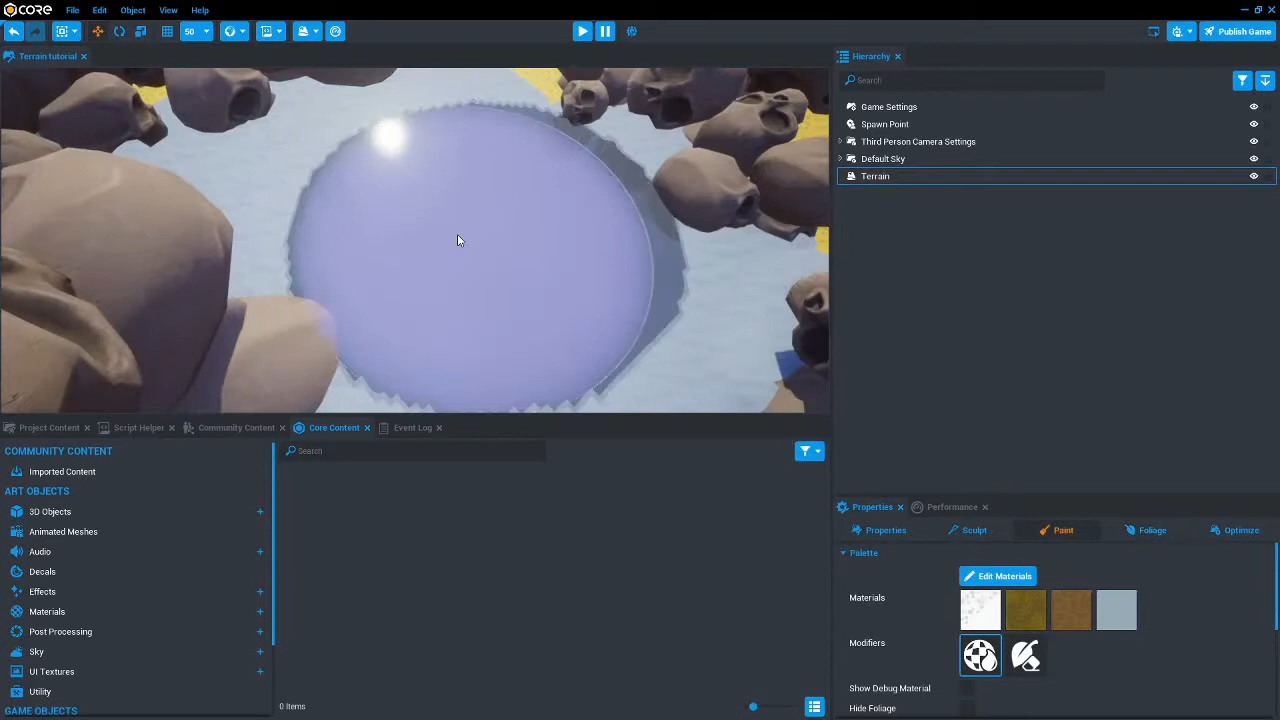 CORE File Edit Object View Help
50 Publish Game
Terrain tutorial
Hierarchy
Search
Game Settings
Spawn Point
Third Person Camera Settings
Default Sky
Terrain
Project Content Script Helper Community Content Core Content Event Log
COMMUNITY CONTENT
Search
Imported Content
ART OBJECTS
3D Objects
Animated Meshes
Audio
Decals
Effects
Materials
Post Processing
Sky
UI Textures
Utility
GAME OBJECTS
0 Items
Properties Performance
Properties Sculpt Paint Foliage Optimize
Palette
Edit Materials
Materials
Modifiers
Show Debug Material
Hide Foliage